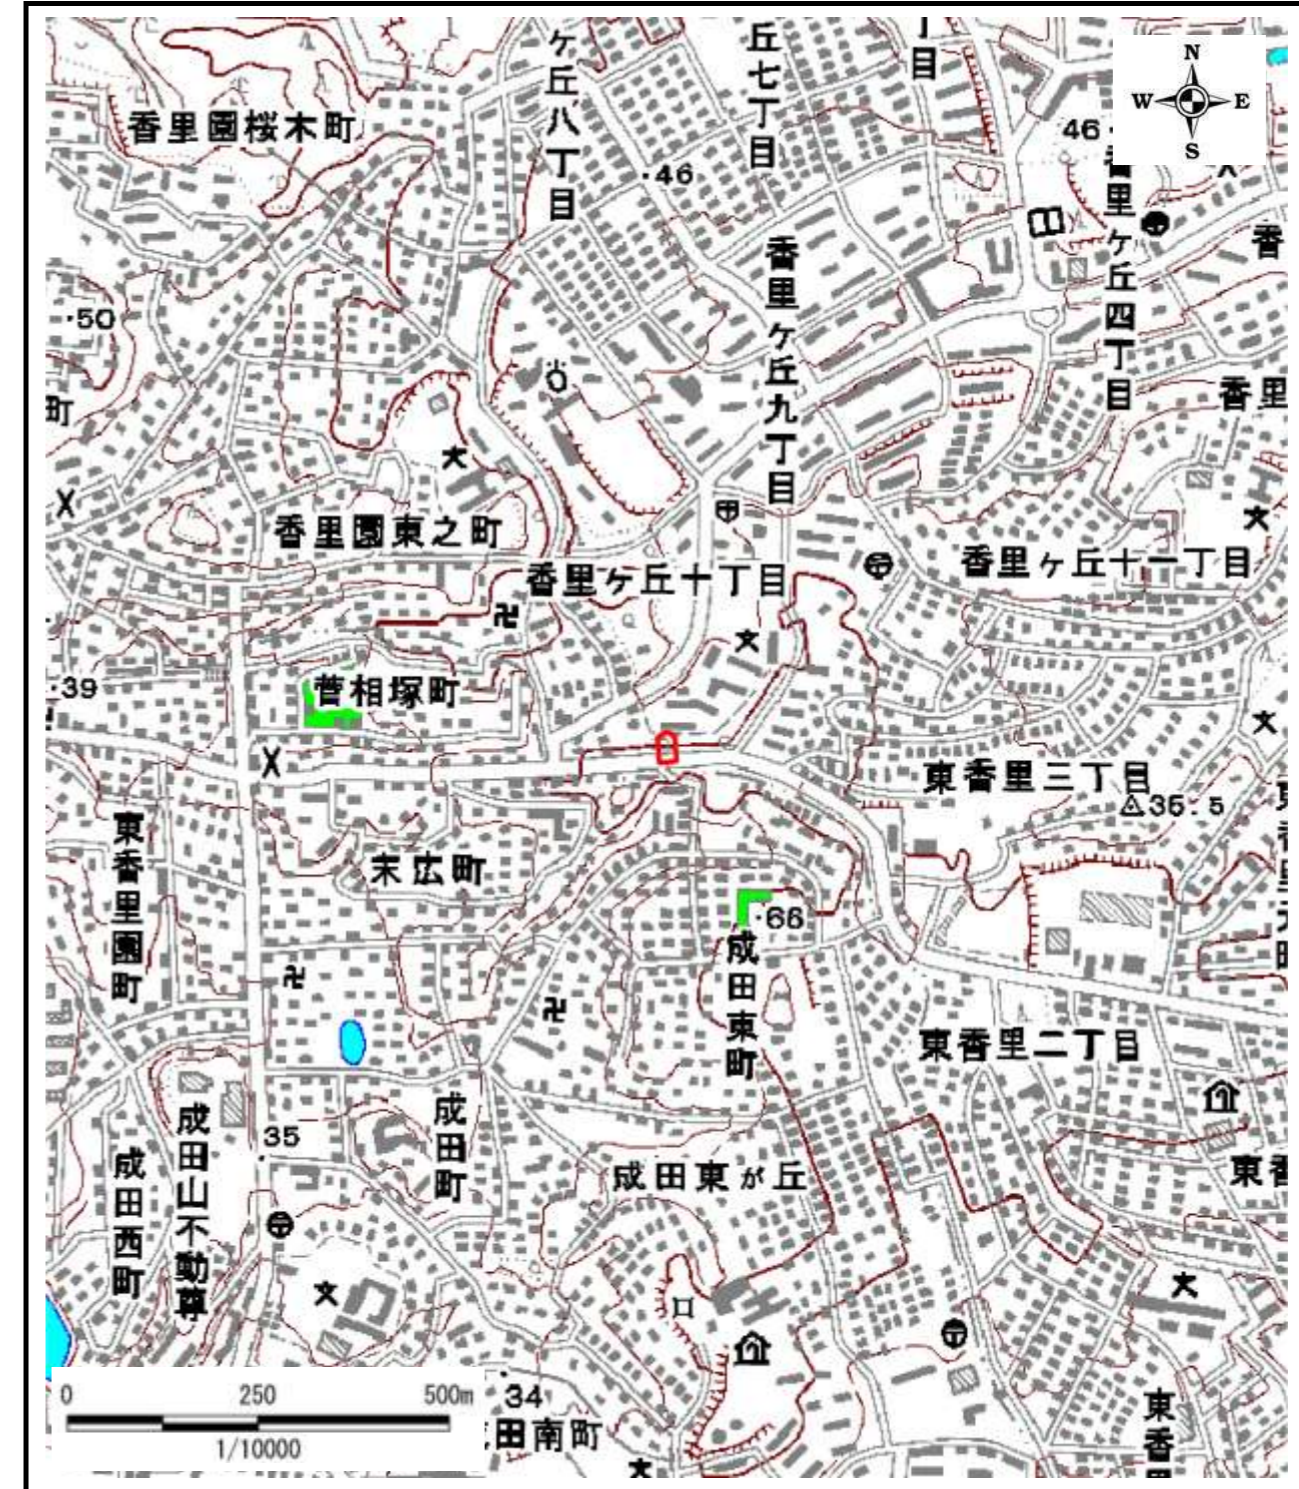 ヶ丘八丁目
丘七丁目
丁目
N
W E
S
香里園桜木町
46
・46
香里ヶ丘四丁目
香
香里ヶ丘九丁目
・50
町
香里
香里園東之町
香里ヶ丘十丁目
香里ヶ丘十一丁目
・39
菅相塚町
東香里三丁目
35.5
東香里園町
末広町
・66
成田東町
東香里二丁目
成田町
35
成田山不動尊
成田西町
成田東が丘
東香
0 250 500m
1/10000
34
田南町
東香